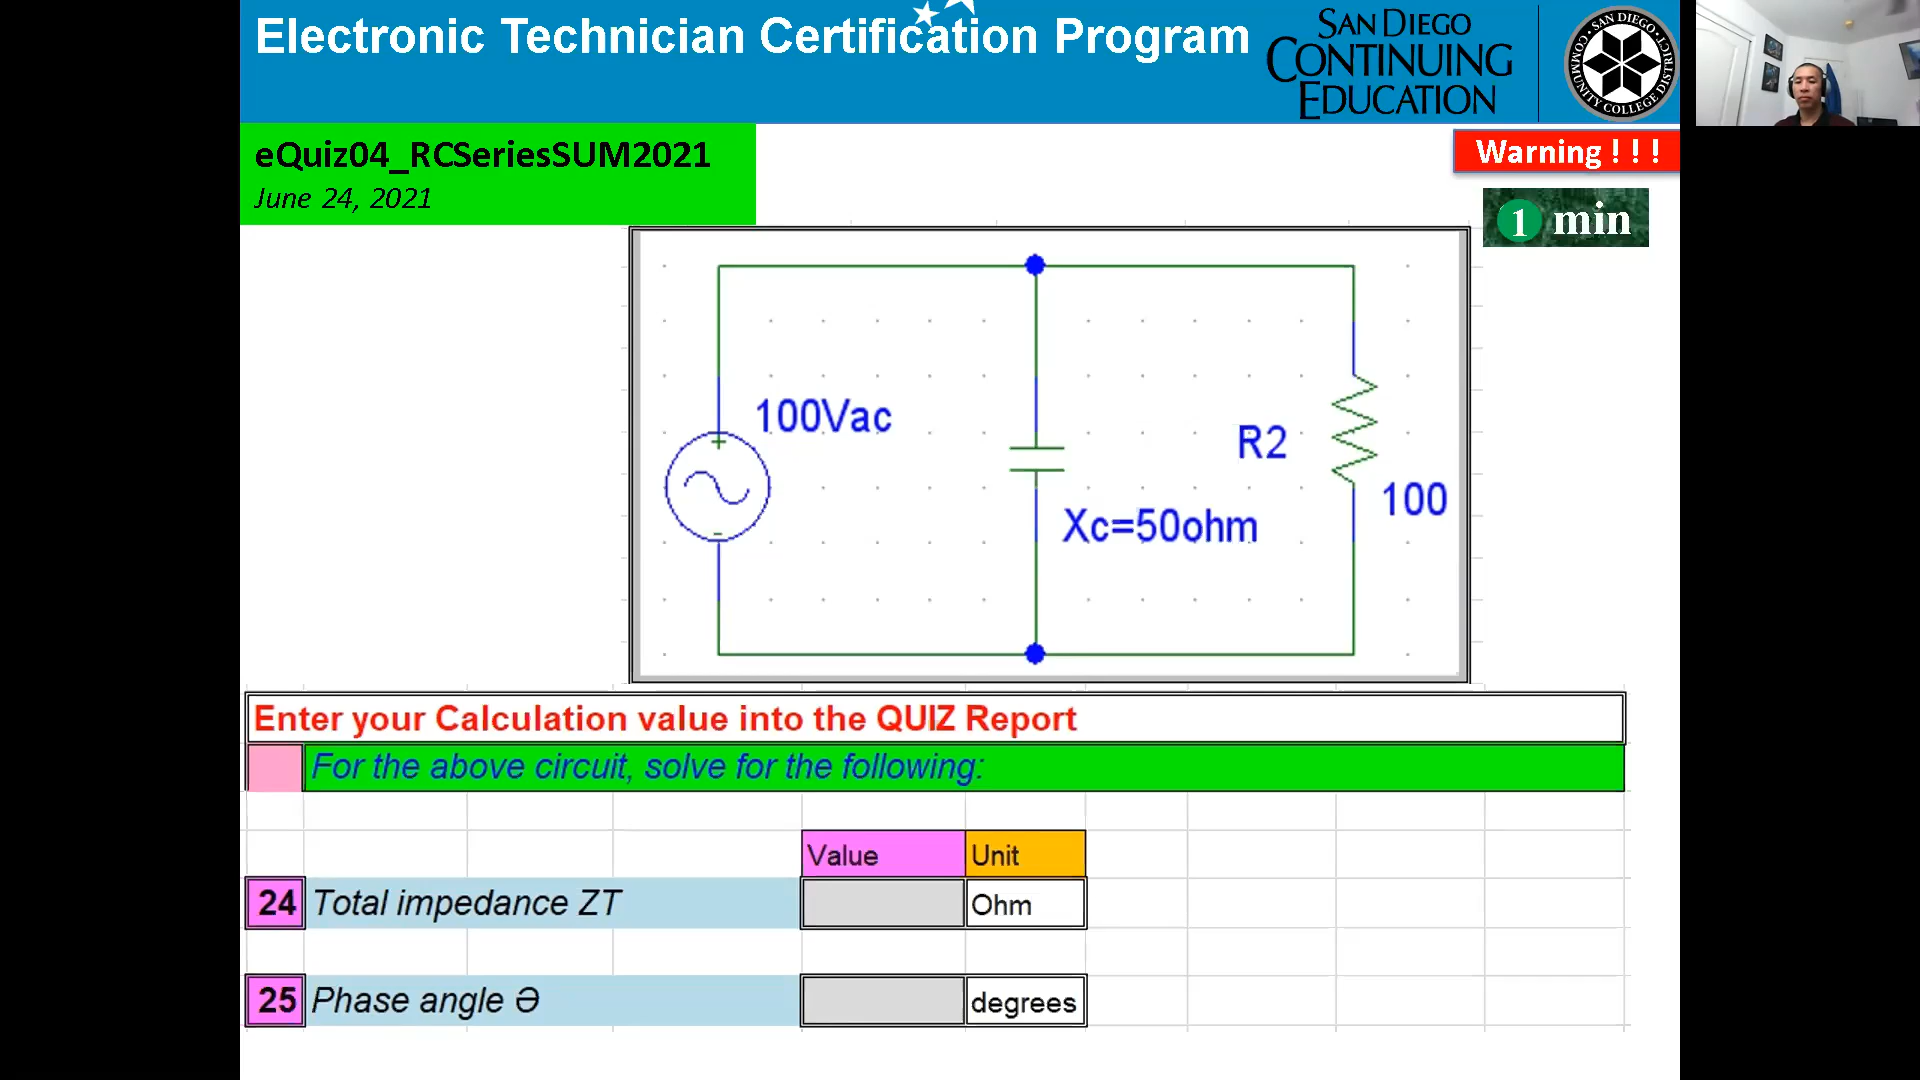 Electronic Technician Certification Program
SAN DIEGO
CONTINUING
EDUCATION
SAN DIEGO
COMMUNITY COLLEGE DISTRICT
eQuiz04_RCSeriesSUM2021
June 24, 2021
Warning ! ! !
1 min
100Vac
+
-
R2
100
Xc=50ohm
Enter your Calculation value into the QUIZ Report
For the above circuit, solve for the following:
Value Unit
24 Total impedance ZT Ohm
25 Phase angle Ə degrees